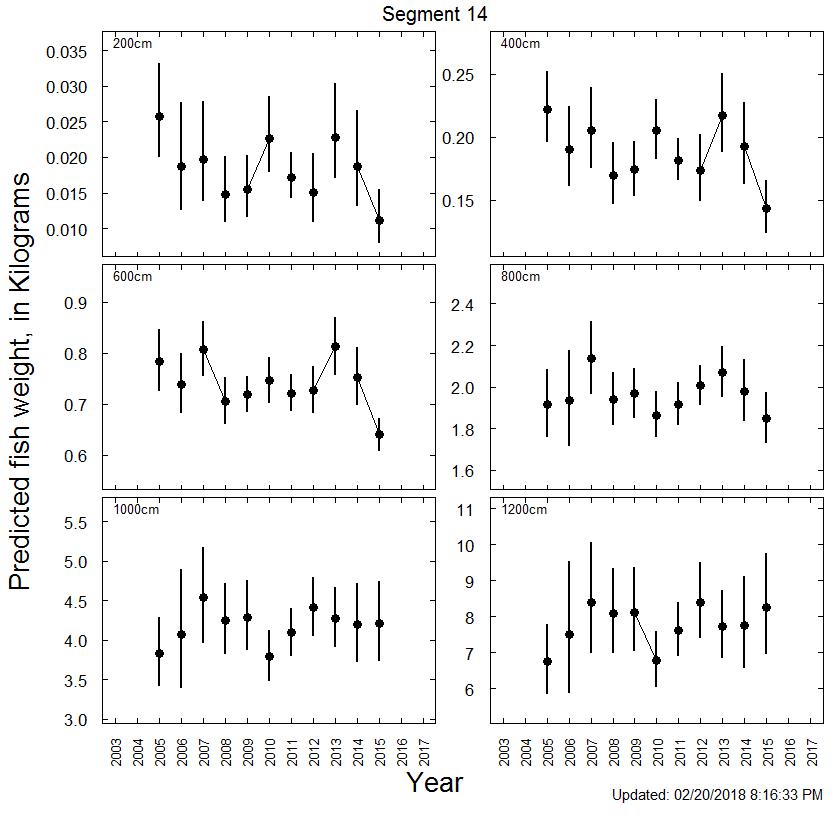 Segment 14
Predicted fish weight, in Kilograms
200cm
0.035
0.030
0.025
0.020
0.015
0.010
400cm
0.25
0.20
0.15
600cm
0.9
0.8
0.7
0.6
800cm
2.4
2.2
2.0
1.8
1.6
1000cm
5.5
5.0
4.5
4.0
3.5
3.0
1200cm
11
10
9
8
7
6
2003 2004 2005 2006 2007 2008 2009 2010 2011 2012 2013 2014 2015 2016 2017
2003 2004 2005 2006 2007 2008 2009 2010 2011 2012 2013 2014 2015 2016 2017
Year
Updated: 02/20/2018 8:16:33 PM